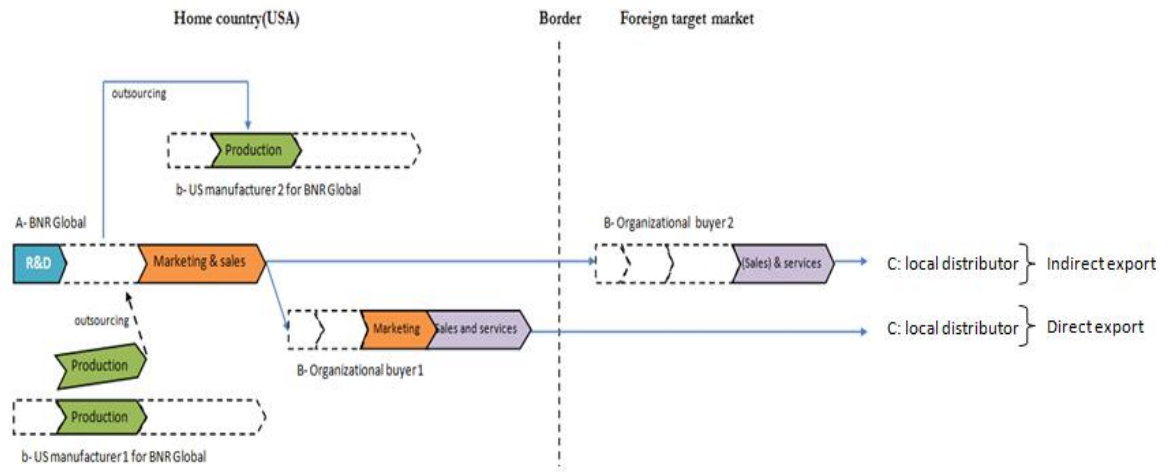 Home country(USA)
Border
Foreign target market
outsourcing
Production
b- US manufacturer 2 for BNR Global
A- BNR Global
B- Organizational buyer 2
R&D
Marketing & sales
(Sales) & services
C: local distributor
Indirect export
outsourcing
Marketing
Sales and services
C: local distributor
Direct export
Production
B- Organizational buyer 1
Production
b- US manufacturer 1 for BNR Global